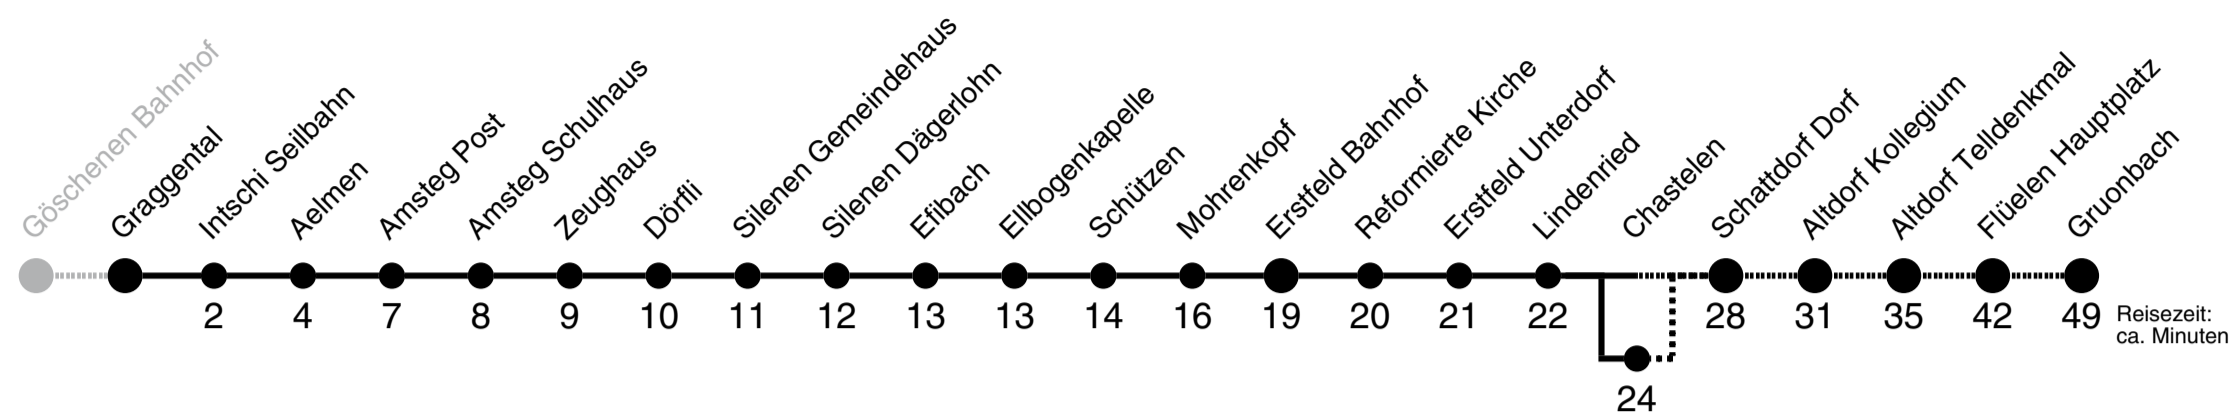 Göschenen Bahnhof
Graggental
Intschi Seilbahn
Aelmen
Amsteg Post
Amsteg Schulhaus
Zeughaus
Dörfli
Silenen Gemeindehaus
Silenen Dägerlohn
Efibach
Ellbogenkapelle
Schützen
Mohrenkopf
Erstfeld Bahnhof
Reformierte Kirche
Erstfeld Unterdorf
Lindenried
Chastelen
Schattdorf Dorf
Altdorf Kollegium
Altdorf Telldenkmal
Flüelen Hauptplatz
Gruonbach
2 4 7 8 9 10 11 12 13 13 14 16 19 20 21 22 28 31 35 42 49
Reisezeit:
ca. Minuten
24